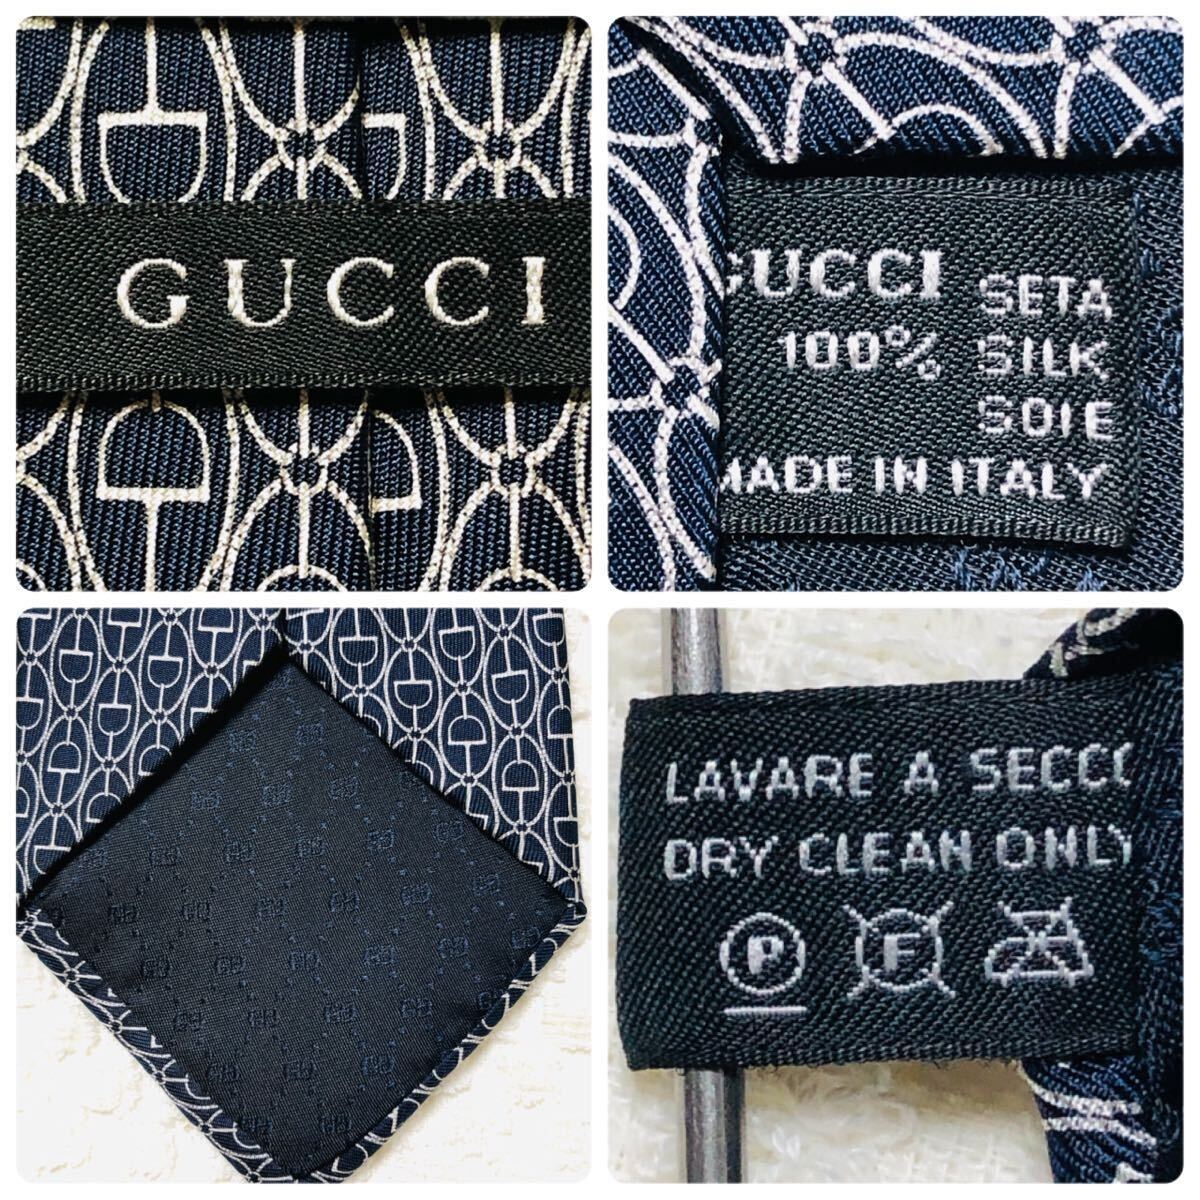 GUCCI
GUCCI
SETA
100% SILK
SOIE
MADE IN ITALY
LAVARE A SECCO
DRY CLEAN ONLY
P F